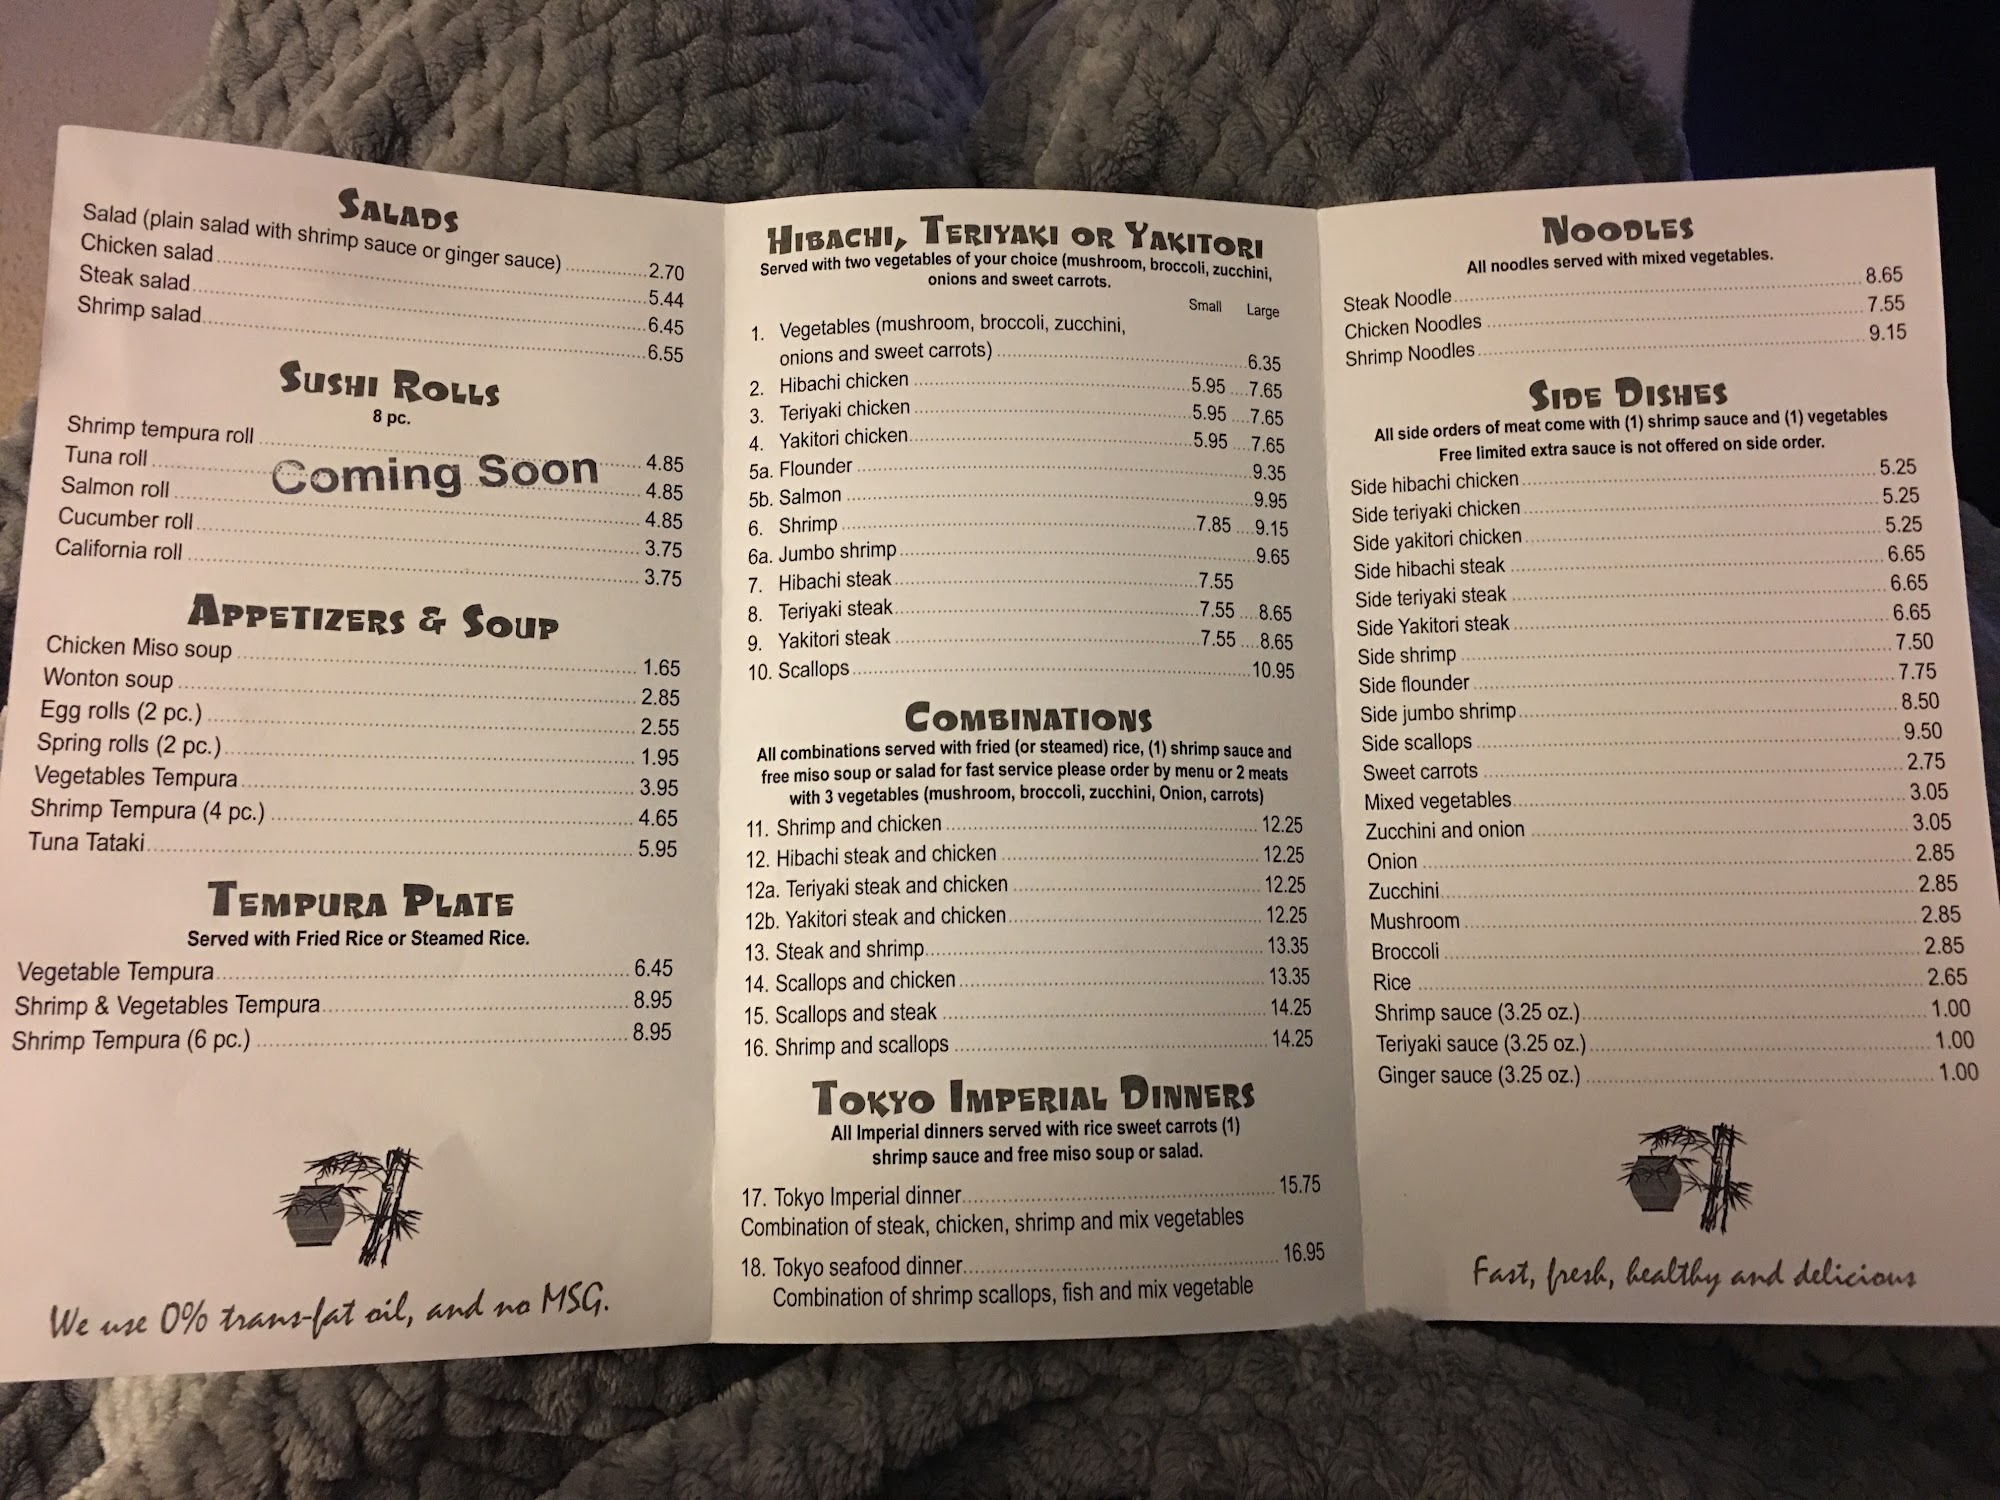 SALADS
Salad (plain salad with shrimp sauce or ginger sauce) 2.70
Chicken salad 5.44
Steak salad 6.45
Shrimp salad 6.55
SUSHI ROLLS
8 pc.
Shrimp tempura roll 4.85
Tuna roll 4.85
Coming Soon
Salmon roll 4.85
Cucumber roll 3.75
California roll 3.75
APPETIZERS & SOUP
Chicken Miso soup 1.65
Wonton soup 2.85
Egg rolls (2 pc.) 2.55
Spring rolls (2 pc.) 1.95
Vegetables Tempura 3.95
Shrimp Tempura (4 pc.) 4.65
Tuna Tataki 5.95
TEMPURA PLATE
Served with Fried Rice or Steamed Rice.
Vegetable Tempura 6.45
Shrimp & Vegetables Tempura 8.95
Shrimp Tempura (6 pc.) 8.95
We use 0% trans-fat oil, and no MSG.
HIBACHI, TERIYAKI OR YAKITORI
Served with two vegetables of your choice (mushroom, broccoli, zucchini,
onions and sweet carrots.
Small Large
1. Vegetables (mushroom, broccoli, zucchini,
onions and sweet carrots) 6.35
2. Hibachi chicken 5.95 7.65
3. Teriyaki chicken 5.95 7.65
4. Yakitori chicken 5.95 7.65
5a. Flounder 9.35
5b. Salmon 9.95
6. Shrimp 7.85 9.15
6a. Jumbo shrimp 9.65
7. Hibachi steak 7.55
8. Teriyaki steak 7.55 8.65
9. Yakitori steak 7.55 8.65
10. Scallops 10.95
COMBINATIONS
All combinations served with fried (or steamed) rice, (1) shrimp sauce and
free miso soup or salad for fast service please order by menu or 2 meats
with 3 vegetables (mushroom, broccoli, zucchini, Onion, carrots)
11. Shrimp and chicken 12.25
12. Hibachi steak and chicken 12.25
12a. Teriyaki steak and chicken 12.25
12b. Yakitori steak and chicken 12.25
13. Steak and shrimp 13.35
14. Scallops and chicken 13.35
15. Scallops and steak 14.25
16. Shrimp and scallops 14.25
TOKYO IMPERIAL DINNERS
All Imperial dinners served with rice sweet carrots (1)
shrimp sauce and free miso soup or salad.
17. Tokyo Imperial dinner 15.75
Combination of steak, chicken, shrimp and mix vegetables
18. Tokyo seafood dinner 16.95
Combination of shrimp scallops, fish and mix vegetable
NOODLES
All noodles served with mixed vegetables.
Steak Noodle 8.65
Chicken Noodles 7.55
Shrimp Noodles 9.15
SIDE DISHES
All side orders of meat come with (1) shrimp sauce and (1) vegetables
Free limited extra sauce is not offered on side order.
Side hibachi chicken 5.25
Side teriyaki chicken 5.25
Side yakitori chicken 5.25
Side hibachi steak 6.65
Side teriyaki steak 6.65
Side Yakitori steak 6.65
Side shrimp 7.50
Side flounder 7.75
Side jumbo shrimp 8.50
Side scallops 9.50
Sweet carrots 2.75
Mixed vegetables 3.05
Zucchini and onion 3.05
Onion 2.85
Zucchini 2.85
Mushroom 2.85
Broccoli 2.85
Rice 2.65
Shrimp sauce (3.25 oz.) 1.00
Teriyaki sauce (3.25 oz.) 1.00
Ginger sauce (3.25 oz.) 1.00
Fast, fresh, healthy and delicious